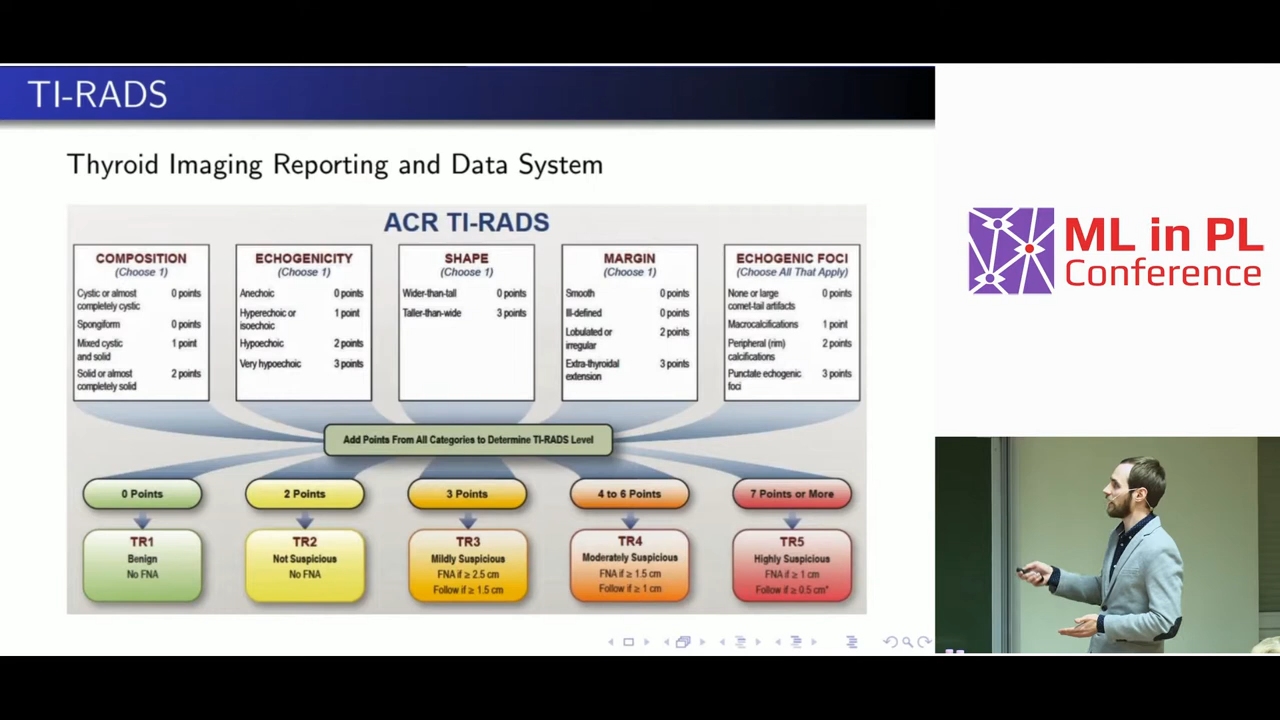 TI-RADS
Thyroid Imaging Reporting and Data System
ACR TI-RADS
COMPOSITION
(Choose 1)
Cystic or almost completely cystic 0 points
Spongiform 0 points
Mixed cystic and solid 1 point
Solid or almost completely solid 2 points
ECHOGENICITY
(Choose 1)
Anechoic 0 points
Hyperechoic or isoechoic 1 point
Hypoechoic 2 points
Very hypoechoic 3 points
SHAPE
(Choose 1)
Wider-than-tall 0 points
Taller-than-wide 3 points
MARGIN
(Choose 1)
Smooth 0 points
Ill-defined 0 points
Lobulated or irregular 2 points
Extra-thyroidal extension 3 points
ECHOGENIC FOCI
(Choose All That Apply)
None or large comet-tail artifacts 0 points
Macrocalcifications 1 point
Peripheral (rim) calcifications 2 points
Punctate echogenic foci 3 points
Add Points From All Categories to Determine TI-RADS Level
0 Points
TR1
Benign
No FNA
2 Points
TR2
Not Suspicious
No FNA
3 Points
TR3
Mildly Suspicious
FNA if ≥ 2.5 cm
Follow if ≥ 1.5 cm
4 to 6 Points
TR4
Moderately Suspicious
FNA if ≥ 1.5 cm
Follow if ≥ 1 cm
7 Points or More
TR5
Highly Suspicious
FNA if ≥ 1 cm
Follow if ≥ 0.5 cm*
ML in PL
Conference